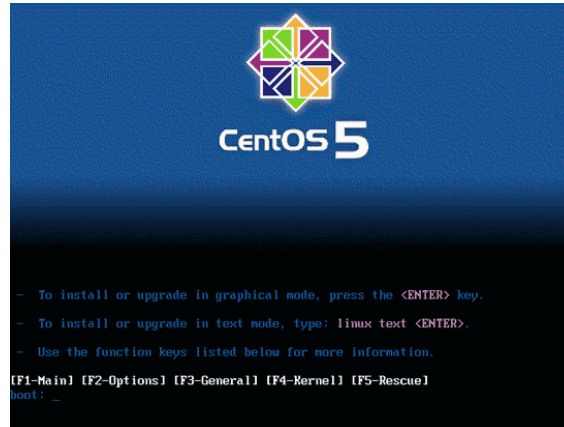 CentOS 5
- To install or upgrade in graphical mode, press the <ENTER> key.
- To install or upgrade in text mode, type: linux text <ENTER>.
- Use the function keys listed below for more information.
[F1-Main] [F2-Options] [F3-General] [F4-Kernel] [F5-Rescue]
boot: _